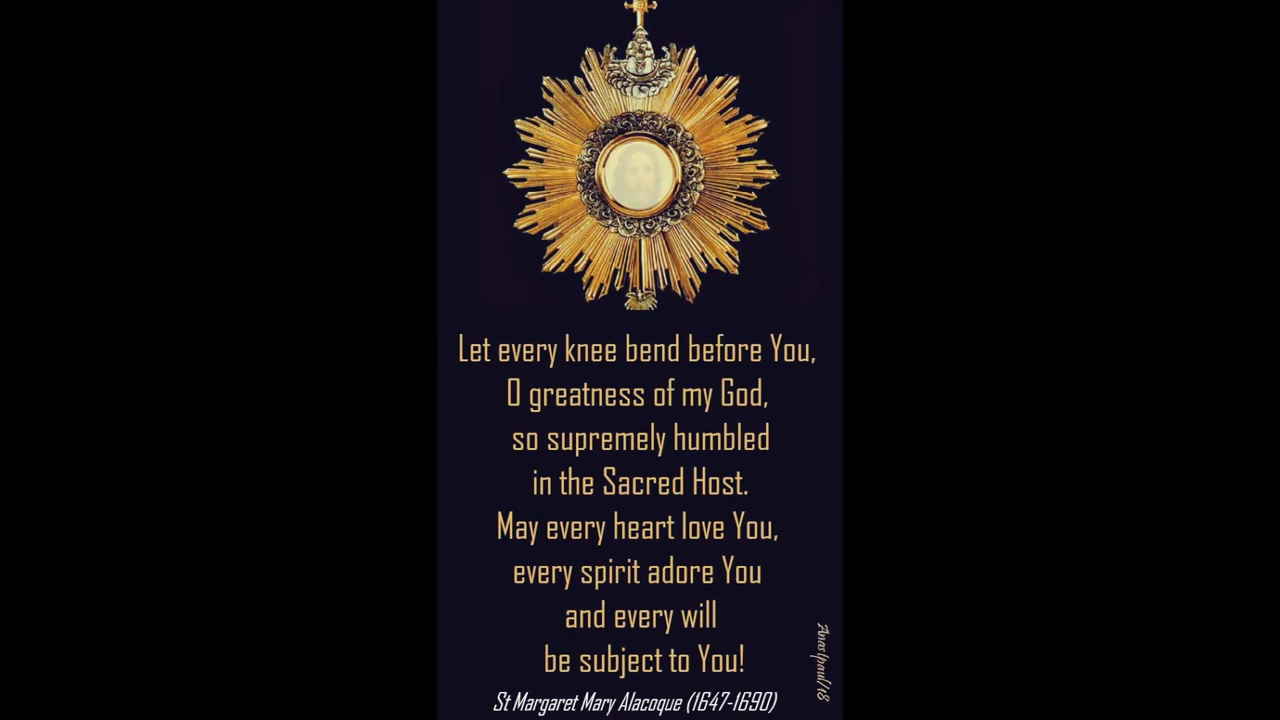 Let every knee bend before You,
O greatness of my God,
so supremely humbled
in the Sacred Host.
May every heart love You,
every spirit adore You
and every will
be subject to You!
St Margaret Mary Alacoque (1647-1690)
Anastpaul/18